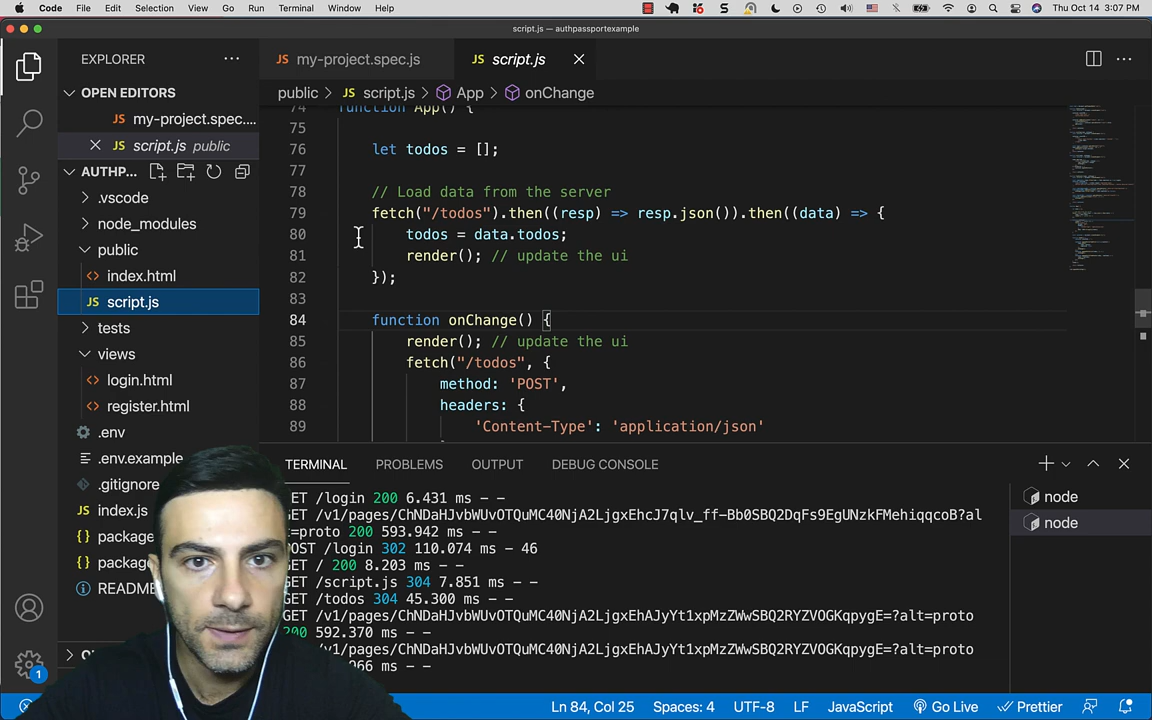 Code File Edit Selection View Go Run Terminal Window Help Thu Oct 14 3:07 PM
script.js — authpassportexample
EXPLORER
JS my-project.spec.js
JS script.js
OPEN EDITORS
public > script.js > App > onChange
JS my-project.spec....
JS script.js public
AUTHP...
.vscode
node_modules
public
index.html
JS script.js
tests
views
login.html
register.html
.env
.env.example
.gitignore
JS index.js
{} package
{} packag
README
74 function App() {
75
76 let todos = [];
77
78 // Load data from the server
79 fetch("/todos").then((resp) => resp.json()).then((data) => {
80 todos = data.todos;
81 render(); // update the ui
82 });
83
84 function onChange() {
85 render(); // update the ui
86 fetch("/todos", {
87 method: 'POST',
88 headers: {
89 'Content-Type': 'application/json'
TERMINAL PROBLEMS OUTPUT DEBUG CONSOLE
GET /login 200 6.431 ms - -
GET /v1/pages/ChNDaHJvbWUvOTQuMC40NjA2LjgxEhcJ7qlv_ff-Bb0SBQ2DqFs9EgUNzkFMehiqqcoB?al
t=proto 200 593.942 ms - -
POST /login 302 110.074 ms - 46
GET / 200 8.203 ms - -
GET /script.js 304 7.851 ms - -
GET /todos 304 45.300 ms - -
GET /v1/pages/ChNDaHJvbWUvOTQuMC40NjA2LjgxEhAJyYt1xpMzZWwSBQ2RYZVOGKqpygE=?alt=proto
200 592.370 ms - -
/v1/pages/ChNDaHJvbWUvOTQuMC40NjA2LjgxEhAJyYt1xpMzZWwSBQ2RYZVOGKqpygE=?alt=proto
966 ms - -
node
node
1
Ln 84, Col 25 Spaces: 4 UTF-8 LF JavaScript Go Live Prettier